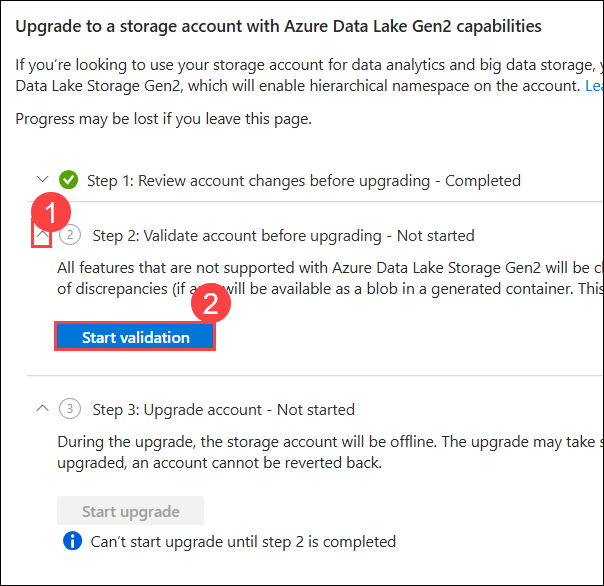 Upgrade to a storage account with Azure Data Lake Gen2 capabilities
If you're looking to use your storage account for data analytics and big data storage,
Data Lake Storage Gen2, which will enable hierarchical namespace on the account.
Progress may be lost if you leave this page.
Step 1: Review account changes before upgrading - Completed
1
2 Step 2: Validate account before upgrading - Not started
All features that are not supported with Azure Data Lake Storage Gen2 will be
of discrepancies (if will be available as a blob in a generated container. This
2
Start validation
3 Step 3: Upgrade account - Not started
During the upgrade, the storage account will be offline. The upgrade may take
upgraded, an account cannot be reverted back.
Start upgrade
Can't start upgrade until step 2 is completed